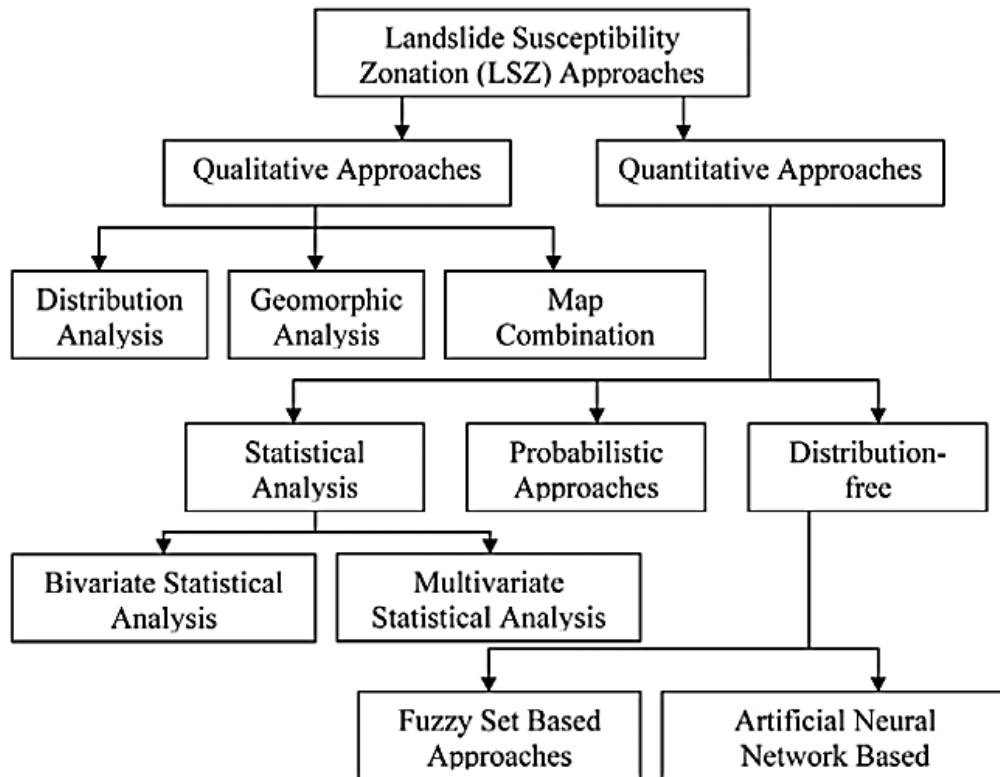 Landslide Susceptibility
Zonation (LSZ) Approaches
Qualitative Approaches
Quantitative Approaches
Distribution
Analysis
Geomorphic
Analysis
Map
Combination
Statistical
Analysis
Probabilistic
Approaches
Distribution-
free
Bivariate Statistical
Analysis
Multivariate
Statistical Analysis
Fuzzy Set Based
Approaches
Artificial Neural
Network Based